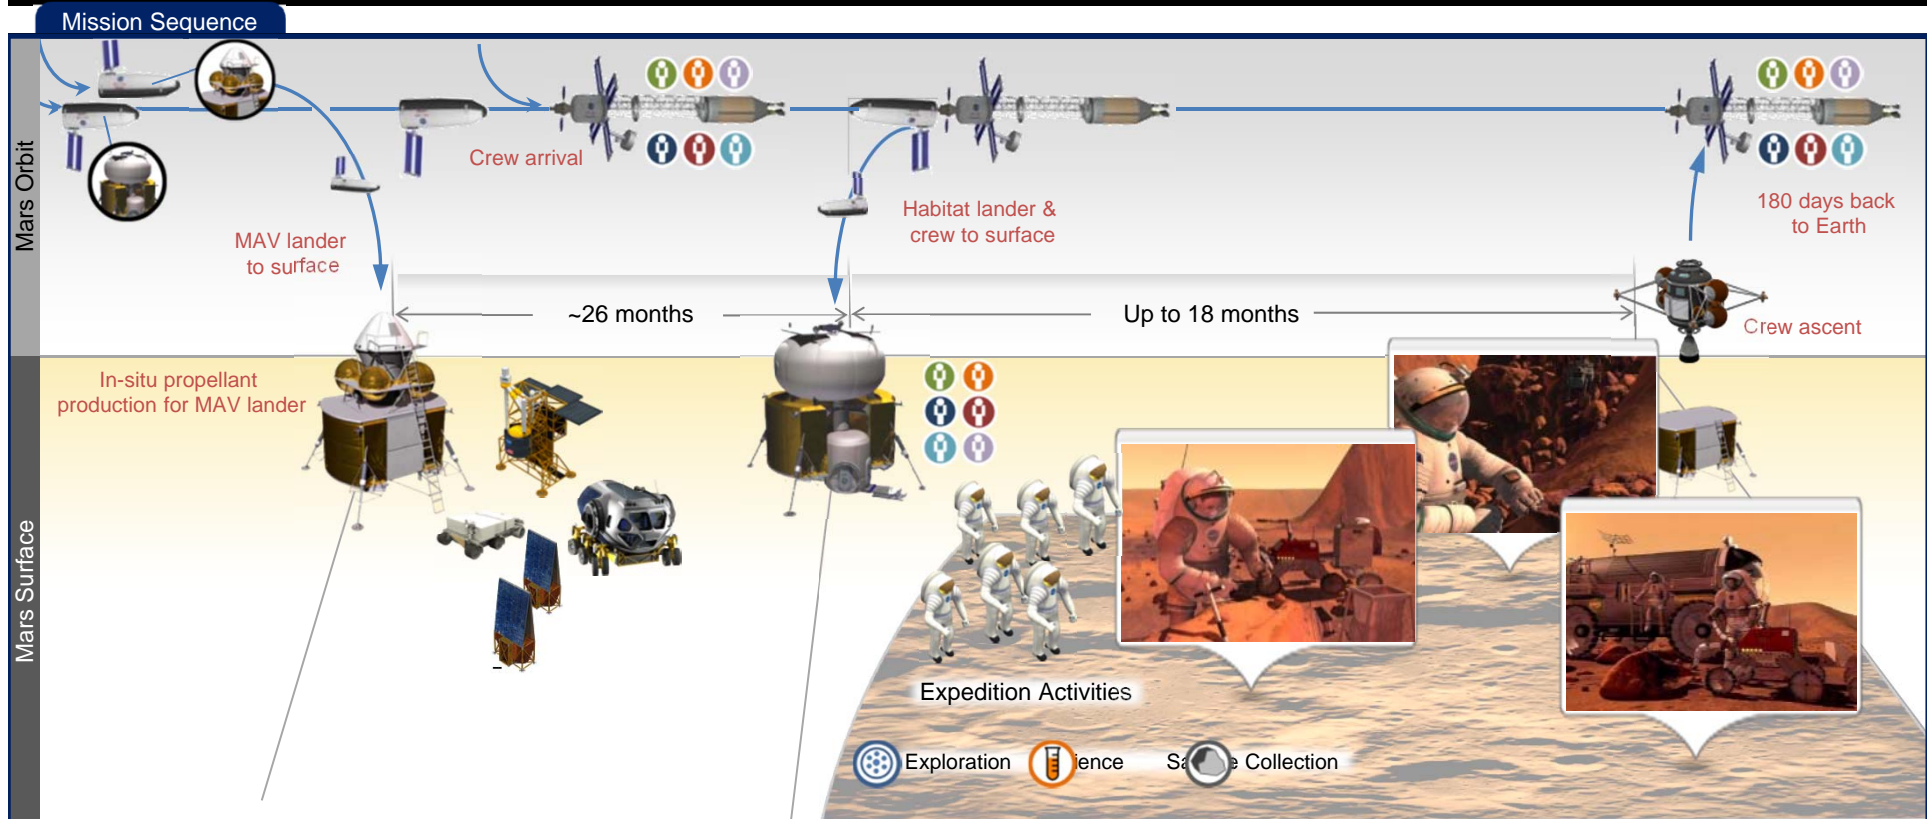 Mission Sequence
Mars Orbit
Crew arrival
MAV lander
to surface
Habitat lander &
crew to surface
180 days back
to Earth
~26 months
Up to 18 months
Crew ascent
In-situ propellant
production for MAV lander
Mars Surface
Expedition Activities
Exploration
ience
Sa e Collection